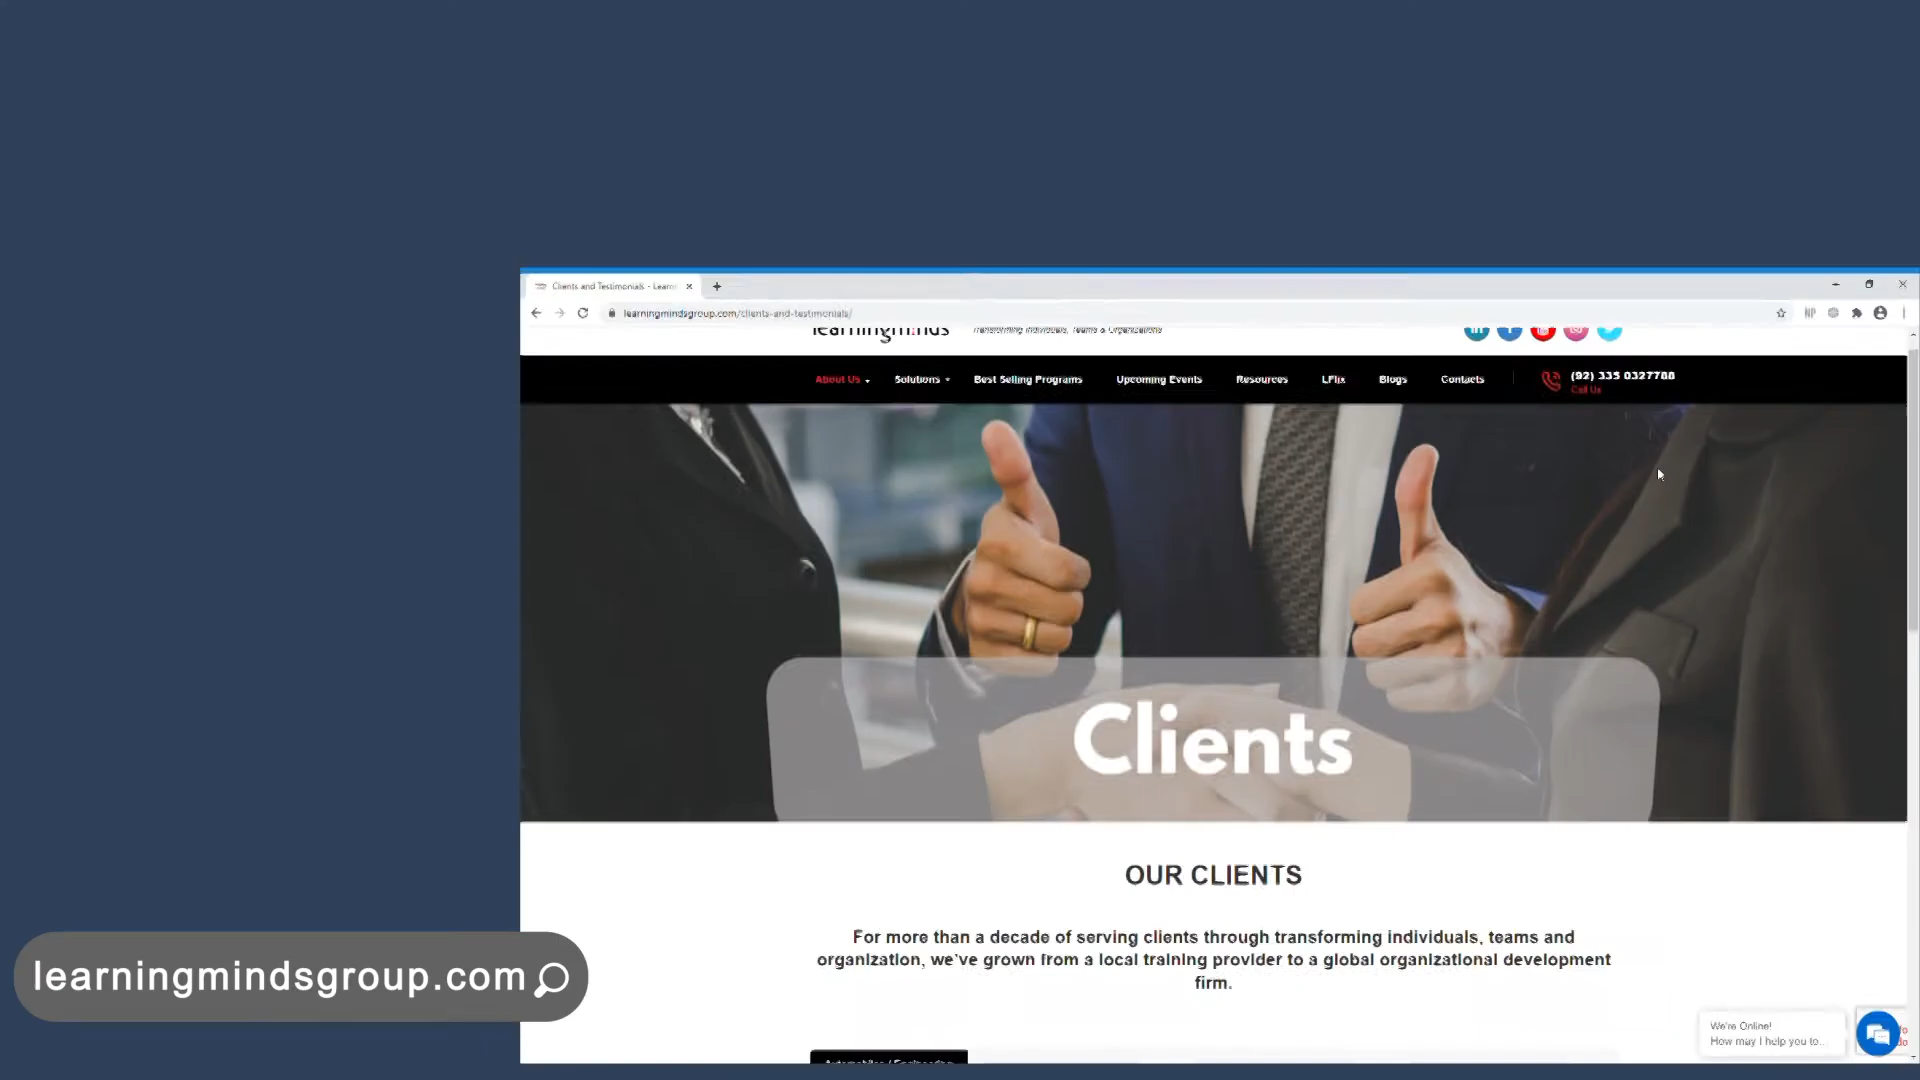 Clients and Testimonials - Learni
learningmindsgroup.com/clients-and-testimonials/
learningminds Transforming Individuals, Teams & Organizations
About Us Solutions Best Selling Programs Upcoming Events Resources LFlix Blogs Contacts (92) 335 0327788
Call Us
Clients
OUR CLIENTS
For more than a decade of serving clients through transforming individuals, teams and
organization, we've grown from a local training provider to a global organizational development
firm.
learningmindsgroup.com
We're Online!
How may I help you to...
Automobiles / Engineering